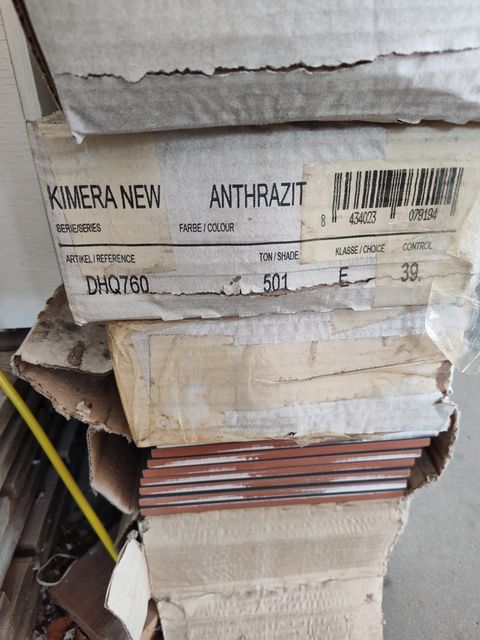 KIMERA NEW ANTHRAZIT
SERIE/SERIES FARBE / COLOUR
8 434023 079194
ARTIKEL / REFERENCE TON / SHADE KLASSE / CHOICE CONTROL
DHQ760 501 E 39.